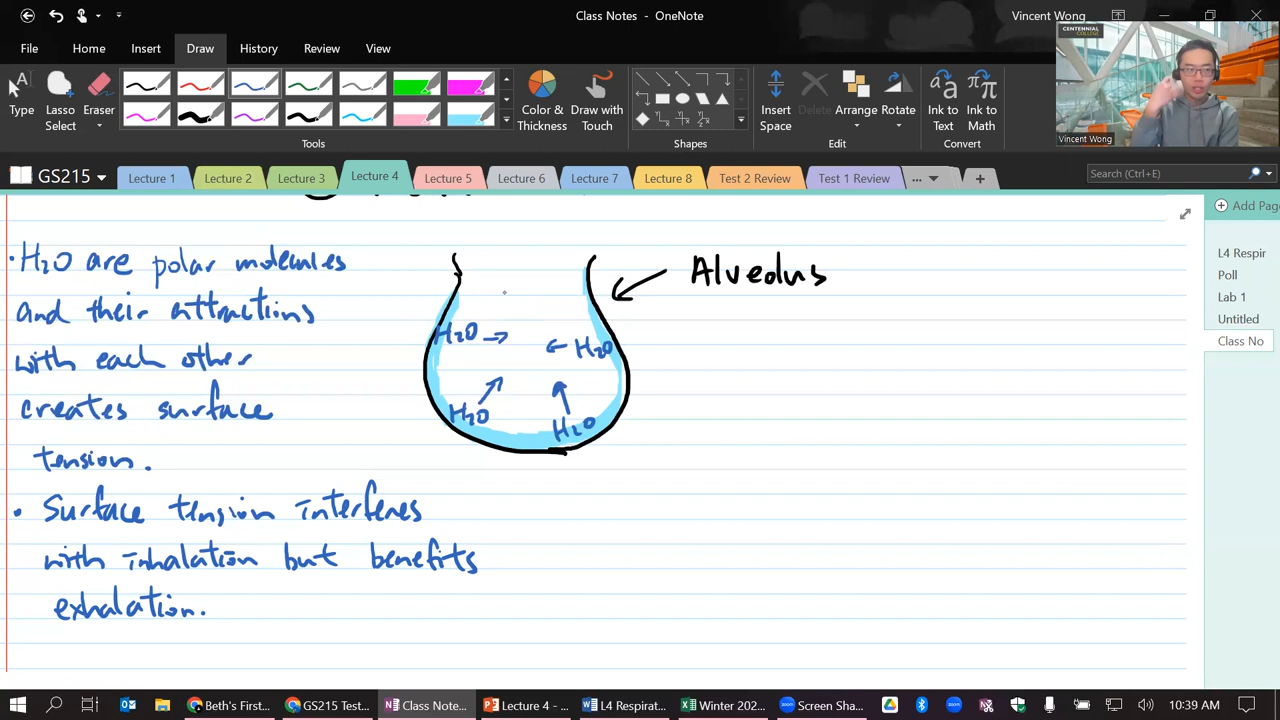 Class Notes - OneNote
Vincent Wong
File Home Insert Draw History Review View
CENTENNIAL
COLLEGE
Type
Lasso
Select
Eraser
Color &
Thickness
Draw with
Touch
Insert
Space
Delete
Arrange
Rotate
Ink to
Text
Ink to
Math
Tools
Shapes
Edit
Convert
Vincent Wong
GS215
Lecture 1
Lecture 2
Lecture 3
Lecture 4
Lecture 5
Lecture 6
Lecture 7
Lecture 8
Test 2 Review
Test 1 Review
...
Search (Ctrl+E)
Add Pag
L4 Respir
Poll
Lab 1
Untitled
Class No
• H2O are polar molecules
and their attractions
with each other
creates surface
tension.
• Surface tension interferes
with inhalation but benefits
exhalation.
Alveolus
H2O
H2O
H2O
H2O
Beth's First...
GS215 Test...
Class Note...
Lecture 4 - ...
L4 Respirat...
Winter 202...
Screen Sha...
10:39 AM